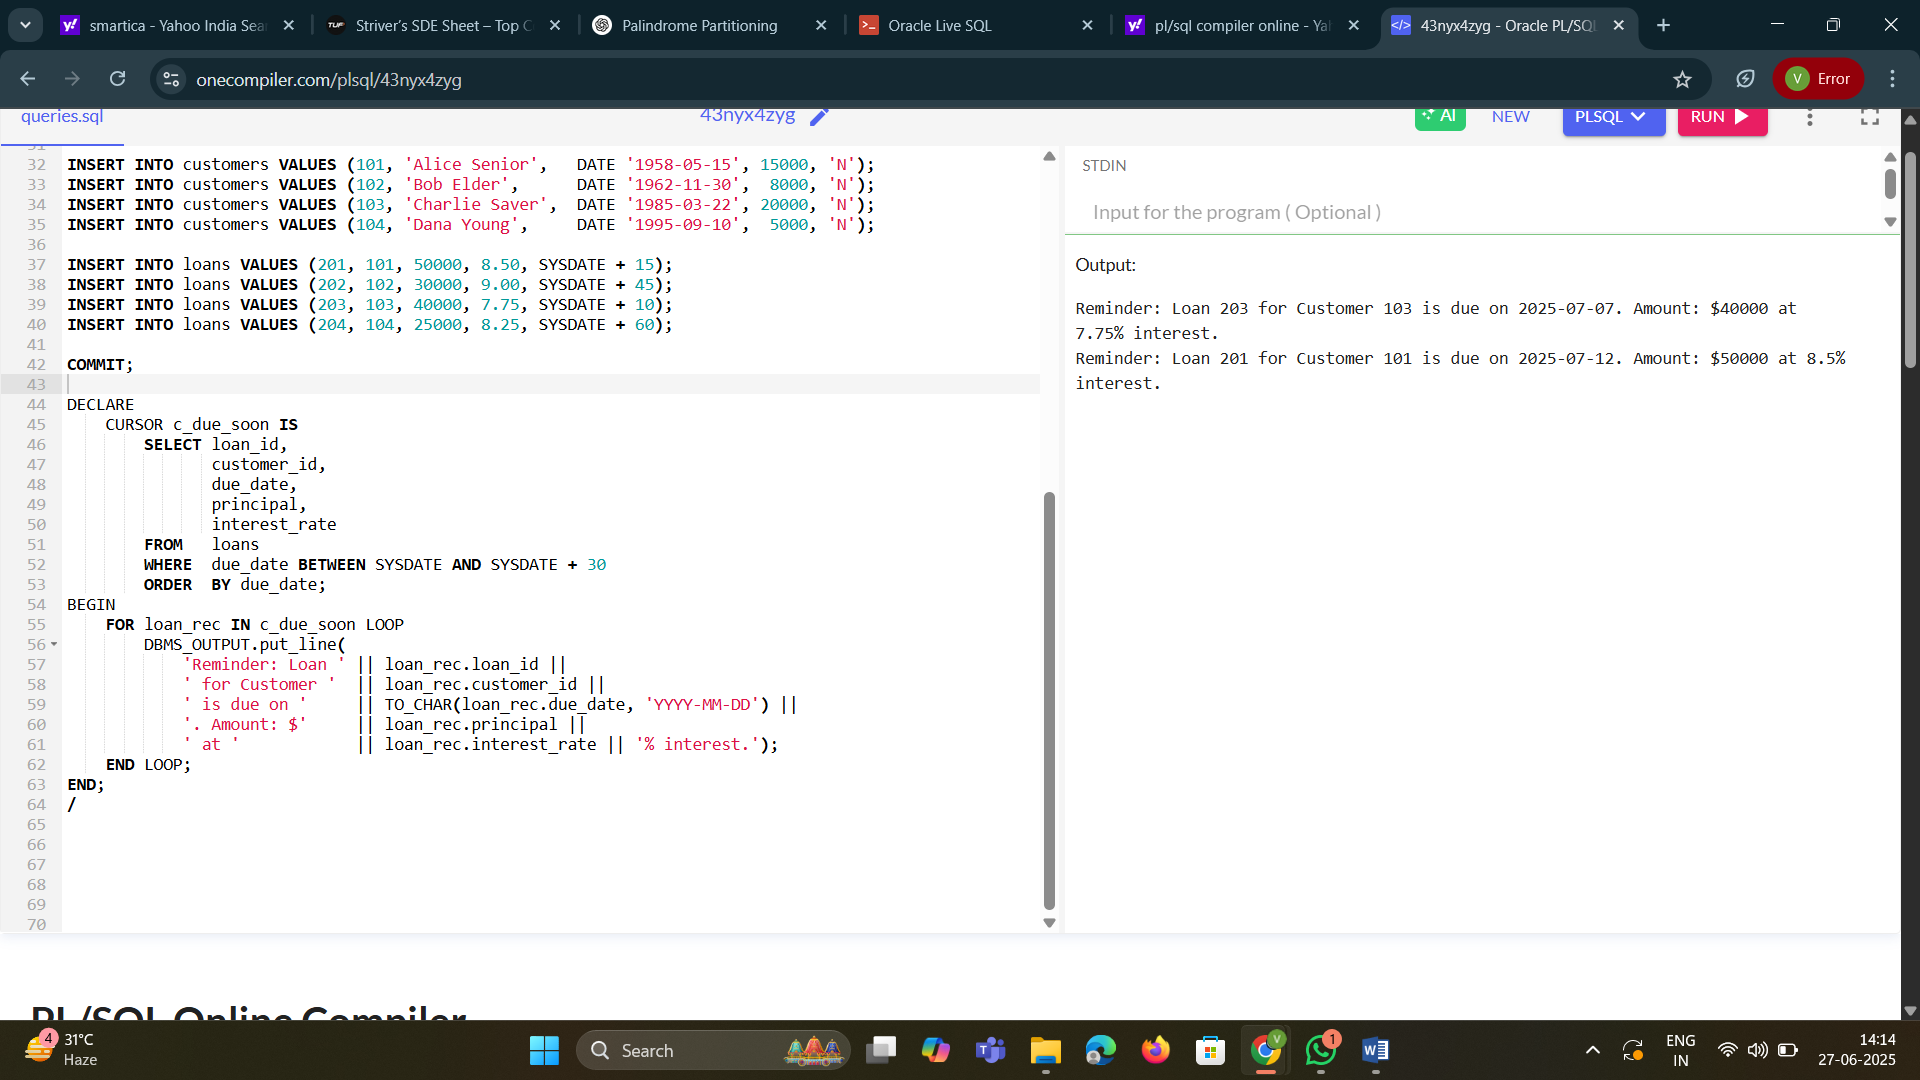 smartica - Yahoo India Sea
Striver's SDE Sheet – Top C
Palindrome Partitioning
Oracle Live SQL
pl/sql compiler online - Ya
43nyx4zyg - Oracle PL/SQL
onecompiler.com/plsql/43nyx4zyg
V Error
queries.sql
43nyx4zyg
AI
NEW
PLSQL
RUN
31
32 INSERT INTO customers VALUES (101, 'Alice Senior',   DATE '1958-05-15', 15000, 'N');
33 INSERT INTO customers VALUES (102, 'Bob Elder',      DATE '1962-11-30',  8000, 'N');
34 INSERT INTO customers VALUES (103, 'Charlie Saver',  DATE '1985-03-22', 20000, 'N');
35 INSERT INTO customers VALUES (104, 'Dana Young',     DATE '1995-09-10',  5000, 'N');
36
37 INSERT INTO loans VALUES (201, 101, 50000, 8.50, SYSDATE + 15);
38 INSERT INTO loans VALUES (202, 102, 30000, 9.00, SYSDATE + 45);
39 INSERT INTO loans VALUES (203, 103, 40000, 7.75, SYSDATE + 10);
40 INSERT INTO loans VALUES (204, 104, 25000, 8.25, SYSDATE + 60);
41
42 COMMIT;
43
44 DECLARE
45     CURSOR c_due_soon IS
46         SELECT loan_id,
47                customer_id,
48                due_date,
49                principal,
50                interest_rate
51         FROM   loans
52         WHERE  due_date BETWEEN SYSDATE AND SYSDATE + 30
53         ORDER  BY due_date;
54 BEGIN
55     FOR loan_rec IN c_due_soon LOOP
56         DBMS_OUTPUT.put_line(
57             'Reminder: Loan ' || loan_rec.loan_id ||
58             ' for Customer '  || loan_rec.customer_id ||
59             ' is due on '     || TO_CHAR(loan_rec.due_date, 'YYYY-MM-DD') ||
60             '. Amount: $'     || loan_rec.principal ||
61             ' at '            || loan_rec.interest_rate || '% interest.');
62     END LOOP;
63 END;
64 /
65
66
67
68
69
70
STDIN
Input for the program ( Optional )
Output:
Reminder: Loan 203 for Customer 103 is due on 2025-07-07. Amount: $40000 at
7.75% interest.
Reminder: Loan 201 for Customer 101 is due on 2025-07-12. Amount: $50000 at 8.5%
interest.
PL/SQL Online Compiler
4
31°C
Haze
Search
1
ENG
IN
14:14
27-06-2025